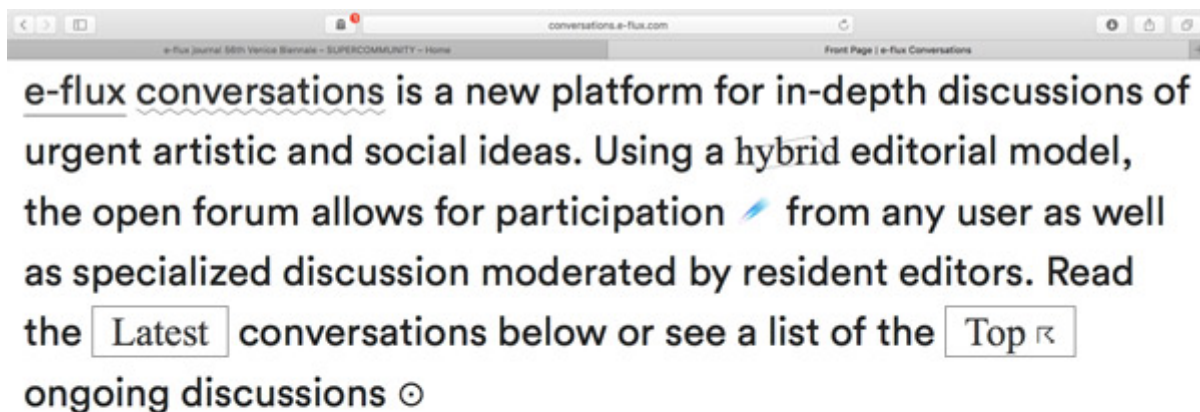 1
conversations.e-flux.com
e-flux journal 56th Venice Biennale – SUPERCOMMUNITY – Home
Front Page | e-flux Conversations
e-flux conversations is a new platform for in-depth discussions of
urgent artistic and social ideas. Using a hybrid editorial model,
the open forum allows for participation from any user as well
as specialized discussion moderated by resident editors. Read
the Latest conversations below or see a list of the Top ↸
ongoing discussions ⊙